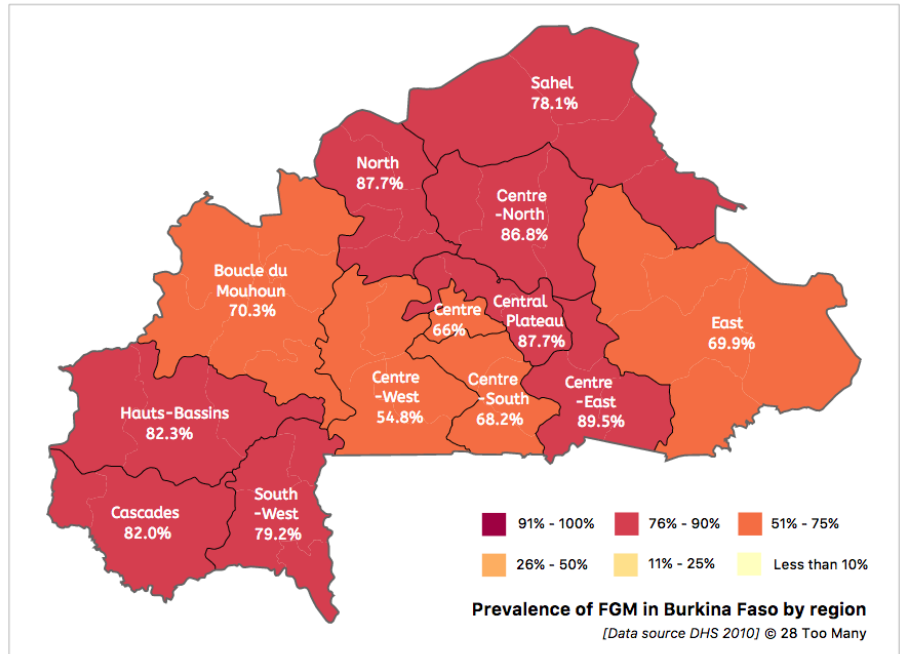 Sahel
78.1%
North
87.7%
Centre
-North
86.8%
Boucle du
Mouhoun
70.3%
Centre
66%
Central
Plateau
87.7%
East
69.9%
Centre
-West
54.8%
Centre
-South
68.2%
Centre
-East
89.5%
Hauts-Bassins
82.3%
Cascades
82.0%
South
-West
79.2%
91% - 100%
76% - 90%
51% - 75%
26% - 50%
11% - 25%
Less than 10%
Prevalence of FGM in Burkina Faso by region
[Data source DHS 2010] © 28 Too Many